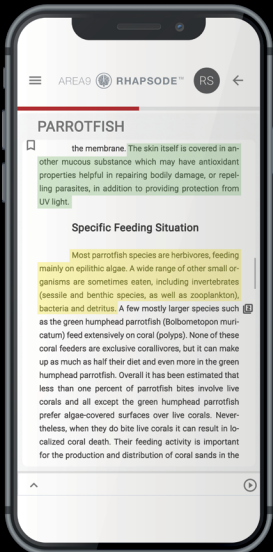 AREA9 RHAPSODE™ RS
PARROTFISH
the membrane. The skin itself is covered in an-
other mucous substance which may have antioxidant
properties helpful in repairing bodily damage, or repel-
ling parasites, in addition to providing protection from
UV light.
Specific Feeding Situation
Most parrotfish species are herbivores, feeding
mainly on epilithic algae. A wide range of other small or-
ganisms are sometimes eaten, including invertebrates
(sessile and benthic species, as well as zooplankton),
bacteria and detritus. A few mostly larger species such
as the green humphead parrotfish (Bolbometopon muri-
catum) feed extensively on coral (polyps). None of these
coral feeders are exclusive corallivores, but it can make
up as much as half their diet and even more in the green
humphead parrotfish. Overall it has been estimated that
less than one percent of parrotfish bites involve live
corals and all except the green humphead parrotfish
prefer algae-covered surfaces over live corals. Never-
theless, when they do bite live corals it can result in lo-
calized coral death. Their feeding activity is important
for the production and distribution of coral sands in the